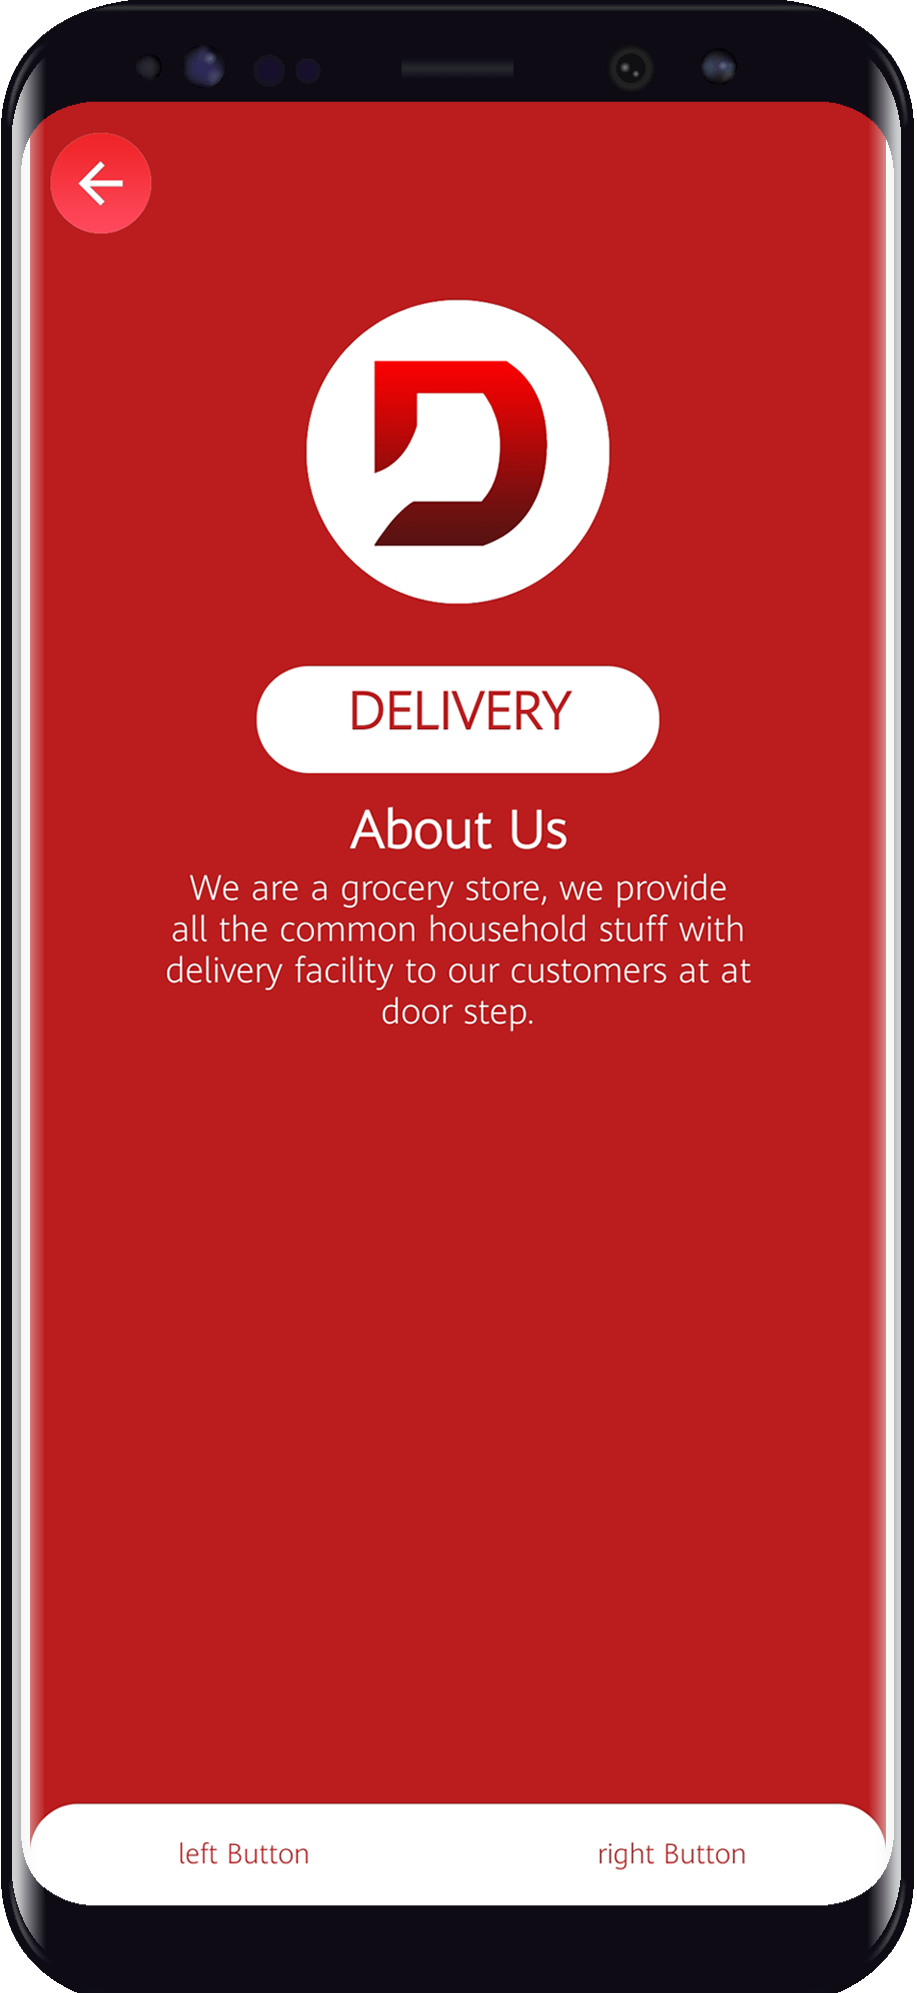 D
DELIVERY
About Us
We are a grocery store, we provide
all the common household stuff with
delivery facility to our customers at at
door step.
left Button right Button